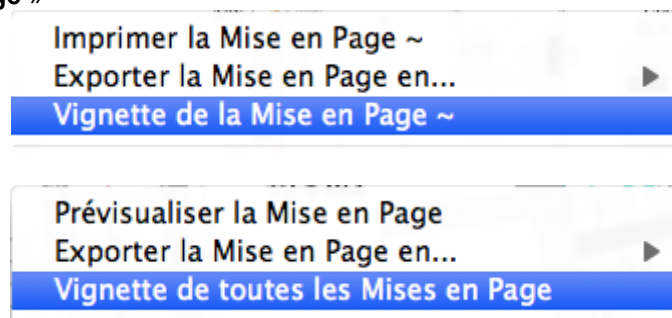 Imprimer la Mise en Page ~
Exporter la Mise en Page en...
Vignette de la Mise en Page ~
Prévisualiser la Mise en Page
Exporter la Mise en Page en...
Vignette de toutes les Mises en Page